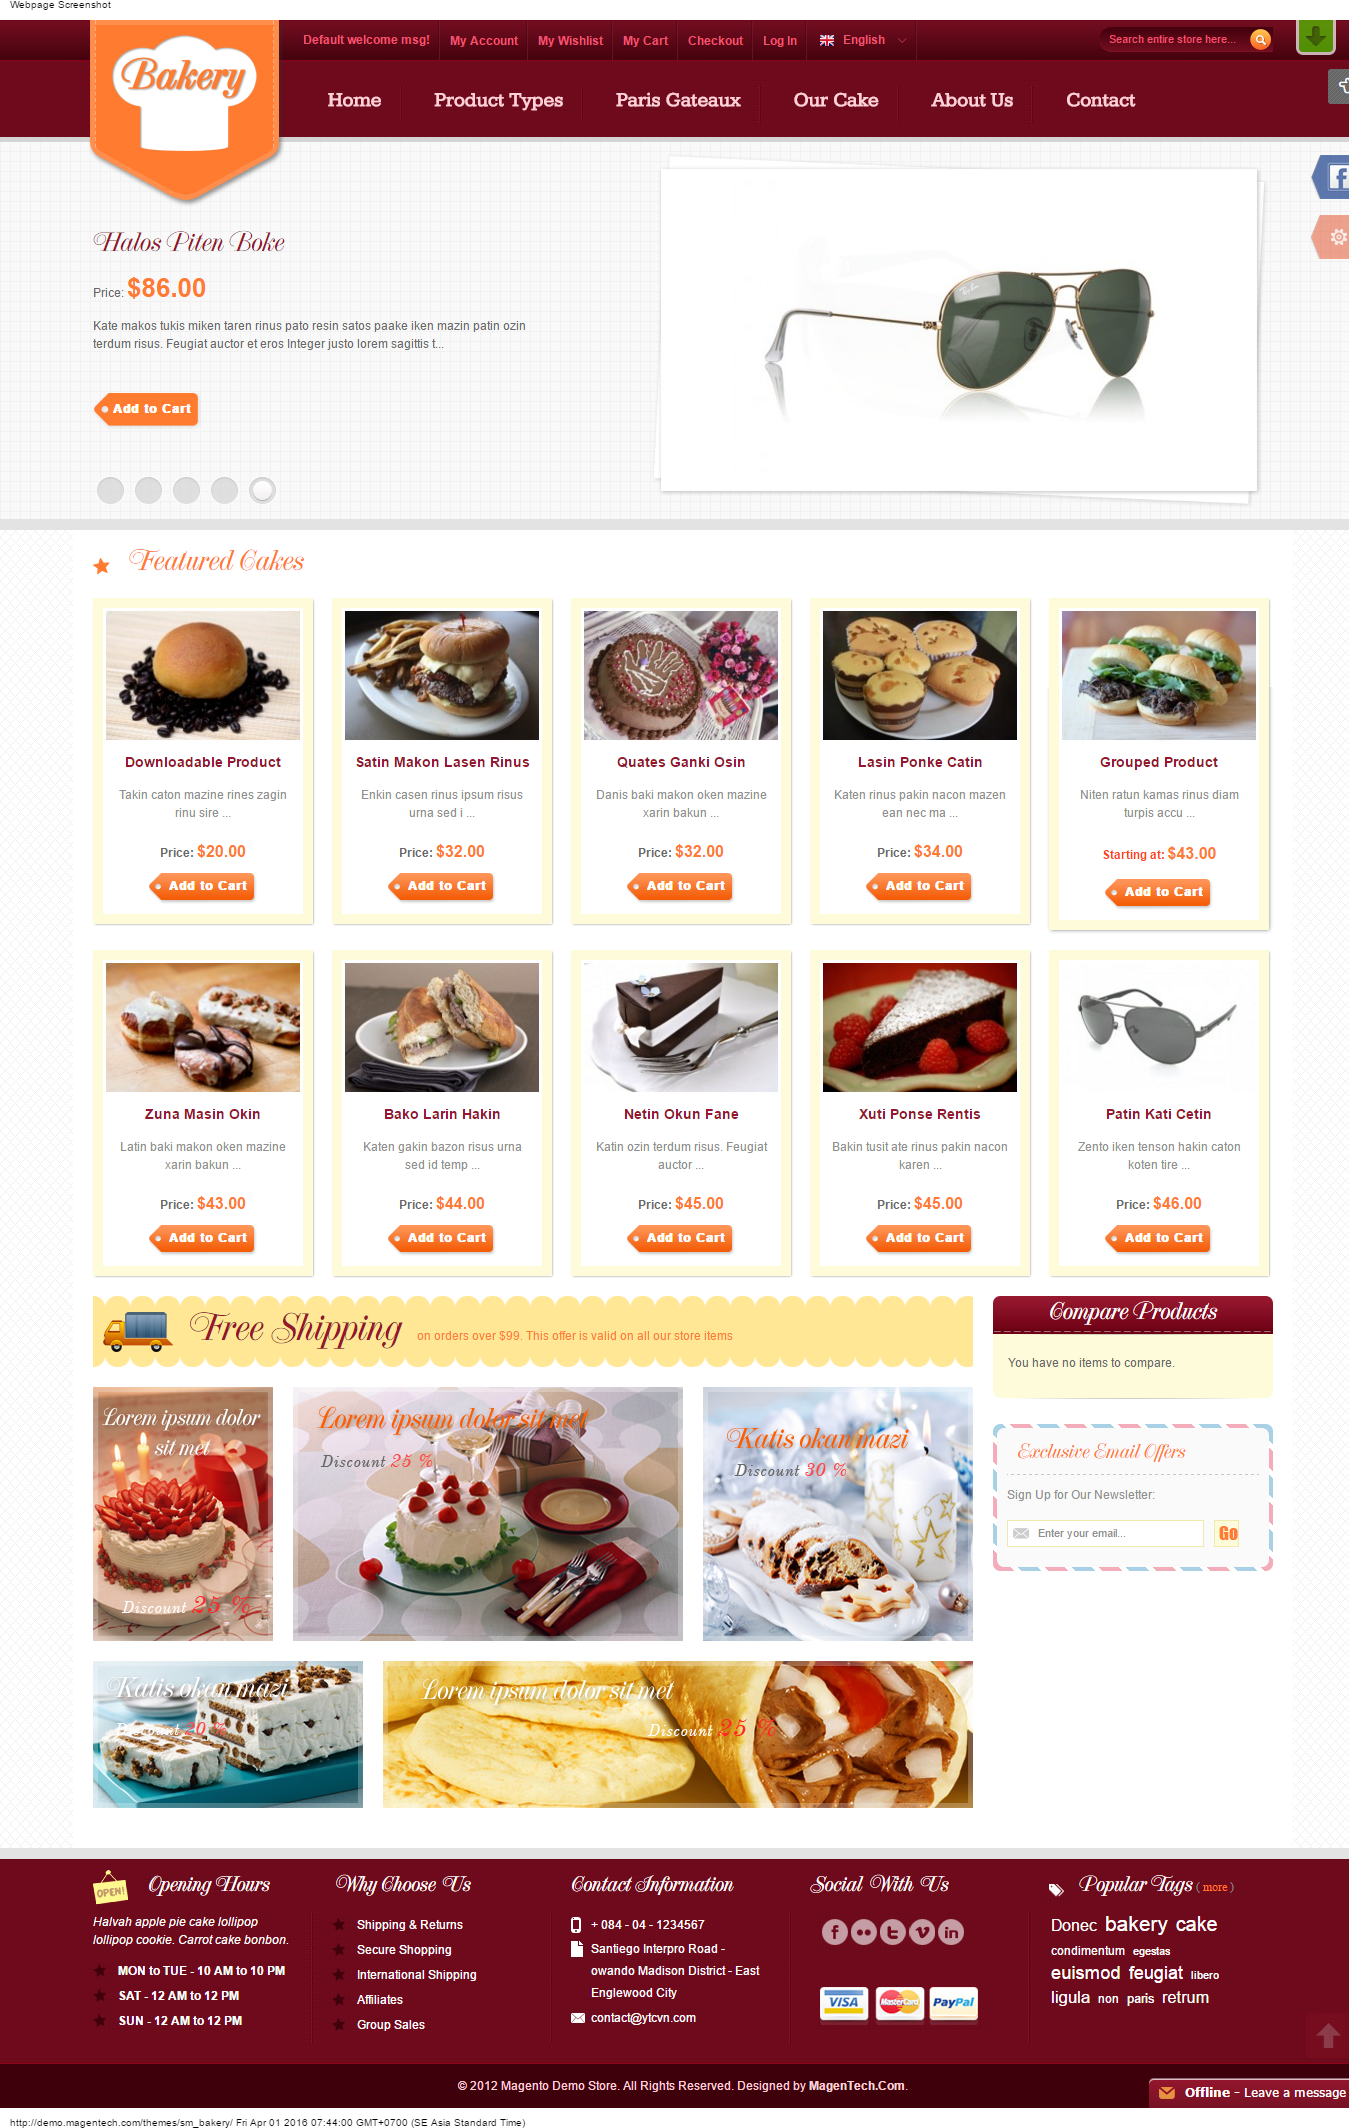 Webpage Screenshot
Default welcome msg! My Account My Wishlist My Cart Checkout Log In English Search entire store here...
Bakery
Home Product Types Paris Gateaux Our Cake About Us Contact
Halos Piten Boke
Price: $86.00
Kate makos tukis miken taren rinus pato resin satos paake iken mazin patin ozin
terdum risus. Feugiat auctor et eros Integer justo lorem sagittis t...
Add to Cart
Featured Cakes
Downloadable Product
Takin caton mazine rines zagin
rinu sire ...
Price: $20.00
Add to Cart
Satin Makon Lasen Rinus
Enkin casen rinus ipsum risus
urna sed i ...
Price: $32.00
Add to Cart
Quates Ganki Osin
Danis baki makon oken mazine
xarin bakun ...
Price: $32.00
Add to Cart
Lasin Ponke Catin
Katen rinus pakin nacon mazen
ean nec ma ...
Price: $34.00
Add to Cart
Grouped Product
Niten ratun kamas rinus diam
turpis accu ...
Starting at: $43.00
Add to Cart
Zuna Masin Okin
Latin baki makon oken mazine
xarin bakun ...
Price: $43.00
Add to Cart
Bako Larin Hakin
Katen gakin bazon risus urna
sed id temp ...
Price: $44.00
Add to Cart
Netin Okun Fane
Katin ozin terdum risus. Feugiat
auctor ...
Price: $45.00
Add to Cart
Xuti Ponse Rentis
Bakin tusit ate rinus pakin nacon
karen ...
Price: $45.00
Add to Cart
Patin Kati Cetin
Zento iken tenson hakin caton
koten tire ...
Price: $46.00
Add to Cart
Free Shipping on orders over $99. This offer is valid on all our store items
Lorem ipsum dolor
sit met
Discount 25 %
Lorem ipsum dolor sit met
Discount 25 %
Katis okan mazi
Discount 30 %
Katis okan mazi
Discount 20 %
Lorem ipsum dolor sit met
Discount 25 %
Compare Products
You have no items to compare.
Exclusive Email Offers
Sign Up for Our Newsletter:
Enter your email... Go
OPEN! Opening Hours
Halvah apple pie cake lollipop
lollipop cookie. Carrot cake bonbon.
MON to TUE - 10 AM to 10 PM
SAT - 12 AM to 12 PM
SUN - 12 AM to 12 PM
Why Choose Us
Shipping & Returns
Secure Shopping
International Shipping
Affiliates
Group Sales
Contact Information
+ 084 - 04 - 1234567
Santiego Interpro Road -
owando Madison District - East
Englewood City
contact@ytcvn.com
Social With Us
VISA MasterCard PayPal
Popular Tags ( more )
Donec bakery cake
condimentum egestas
euismod feugiat libero
ligula non paris retrum
© 2012 Magento Demo Store. All Rights Reserved. Designed by MagenTech.Com.
Offline - Leave a message
http://demo.magentech.com/themes/sm_bakery/ Fri Apr 01 2016 07:44:00 GMT+0700 (SE Asia Standard Time)